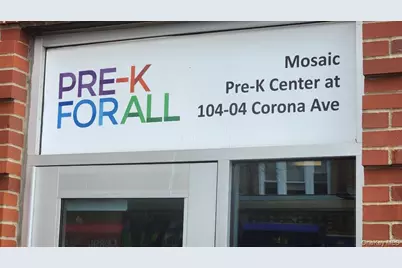 PRE-K
FOR ALL
Mosaic
Pre-K Center at
104-04 Corona Ave